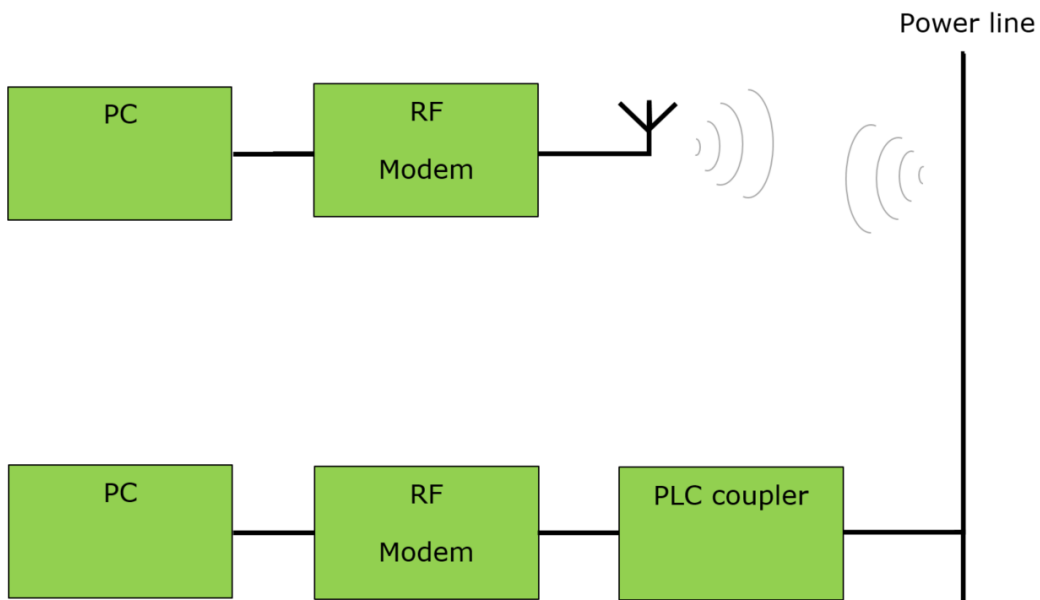 Power line
PC
RF
Modem
PC
RF
Modem
PLC coupler